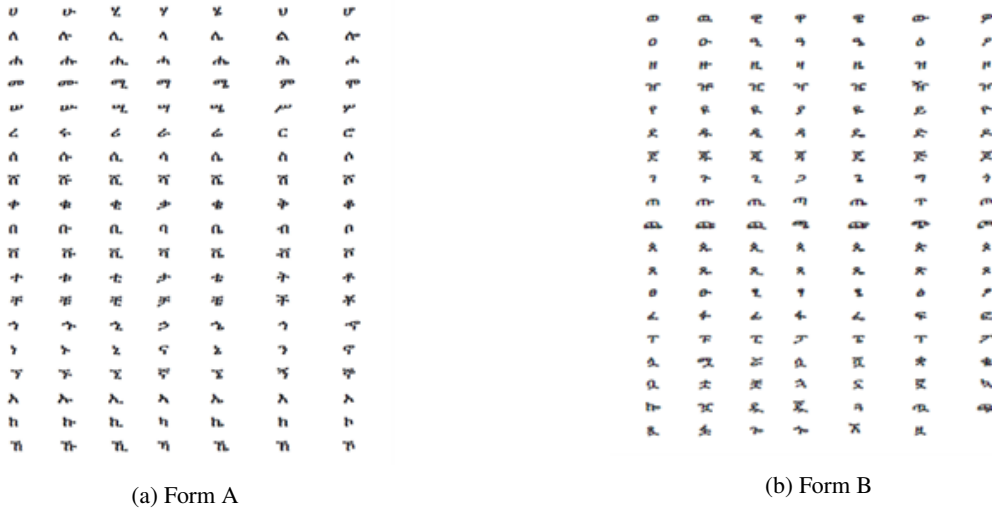 ሀ ሁ ሂ ሃ ሄ ህ ሆ
ለ ሉ ሊ ላ ሌ ል ሎ
ሐ ሑ ሒ ሓ ሔ ሕ ሖ
መ ሙ ሚ ማ ሜ ም ሞ
ሠ ሡ ሢ ሣ ሤ ሥ ሦ
ረ ሩ ሪ ራ ሬ ር ሮ
ሰ ሱ ሲ ሳ ሴ ስ ሶ
ሸ ሹ ሺ ሻ ሼ ሽ ሾ
ቀ ቁ ቂ ቃ ቄ ቅ ቆ
በ ቡ ቢ ባ ቤ ብ ቦ
ቨ ቩ ቪ ቫ ቬ ቭ ቮ
ተ ቱ ቲ ታ ቴ ት ቶ
ቸ ቹ ቺ ቻ ቼ ች ቾ
ኀ ኁ ኂ ኃ ኄ ኅ ኆ
ነ ኑ ኒ ና ኔ ን ኖ
ኘ ኙ ኚ ኛ ኜ ኝ ኞ
አ ኡ ኢ ኣ ኤ እ ኦ
ከ ኩ ኪ ካ ኬ ክ ኮ
ኸ ኹ ኺ ኻ ኼ ኽ ኾ
(a) Form A
ወ ዉ ዊ ዋ ዌ ው ዎ
ዐ ዑ ዒ ዓ ዔ ዕ ዖ
ዘ ዙ ዚ ዛ ዜ ዝ ዞ
ዠ ዡ ዢ ዣ ዤ ዥ ዦ
የ ዩ ዪ ያ ዬ ይ ዮ
ደ ዱ ዲ ዳ ዴ ድ ዶ
ጀ ጁ ጂ ጃ ጄ ጅ ጆ
ገ ጉ ጊ ጋ ጌ ግ ጎ
ጠ ጡ ጢ ጣ ጤ ጥ ጦ
ጨ ጩ ጪ ጫ ጬ ጭ ጮ
ጰ ጱ ጲ ጳ ጴ ጵ ጶ
ጸ ጹ ጺ ጻ ጼ ጽ ጾ
ፀ ፁ ፂ ፃ ፄ ፅ ፆ
ፈ ፉ ፊ ፋ ፌ ፍ ፎ
ፐ ፑ ፒ ፓ ፔ ፕ ፖ
ሏ ሟ ሯ ሷ ሿ ቋ
ቧ ቷ ቿ ኋ ኗ ኟ ኳ
ዧ ዷ ጇ ጓ ጧ ጯ
ጿ ፏ ዟ
(b) Form B